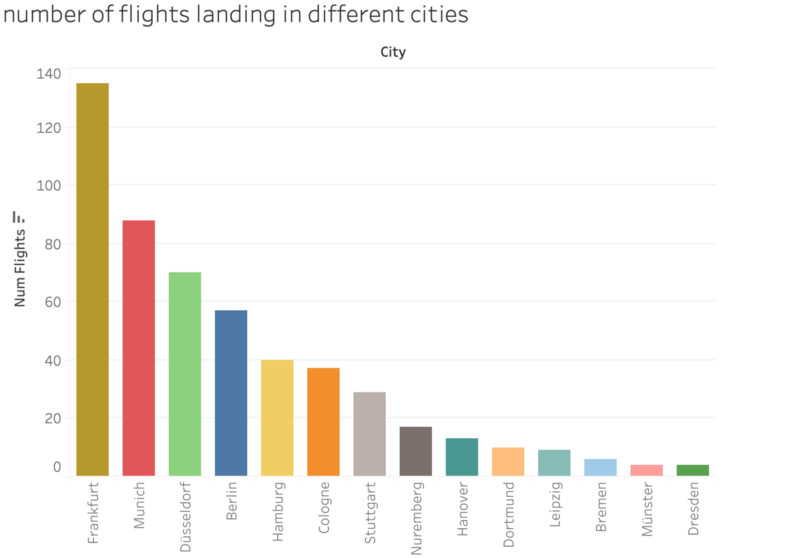 number of flights landing in different cities
City
140
120
100
80
60
40
20
0
Num Flights
Frankfurt
Munich
Düsseldorf
Berlin
Hamburg
Cologne
Stuttgart
Nuremberg
Hanover
Dortmund
Leipzig
Bremen
Münster
Dresden